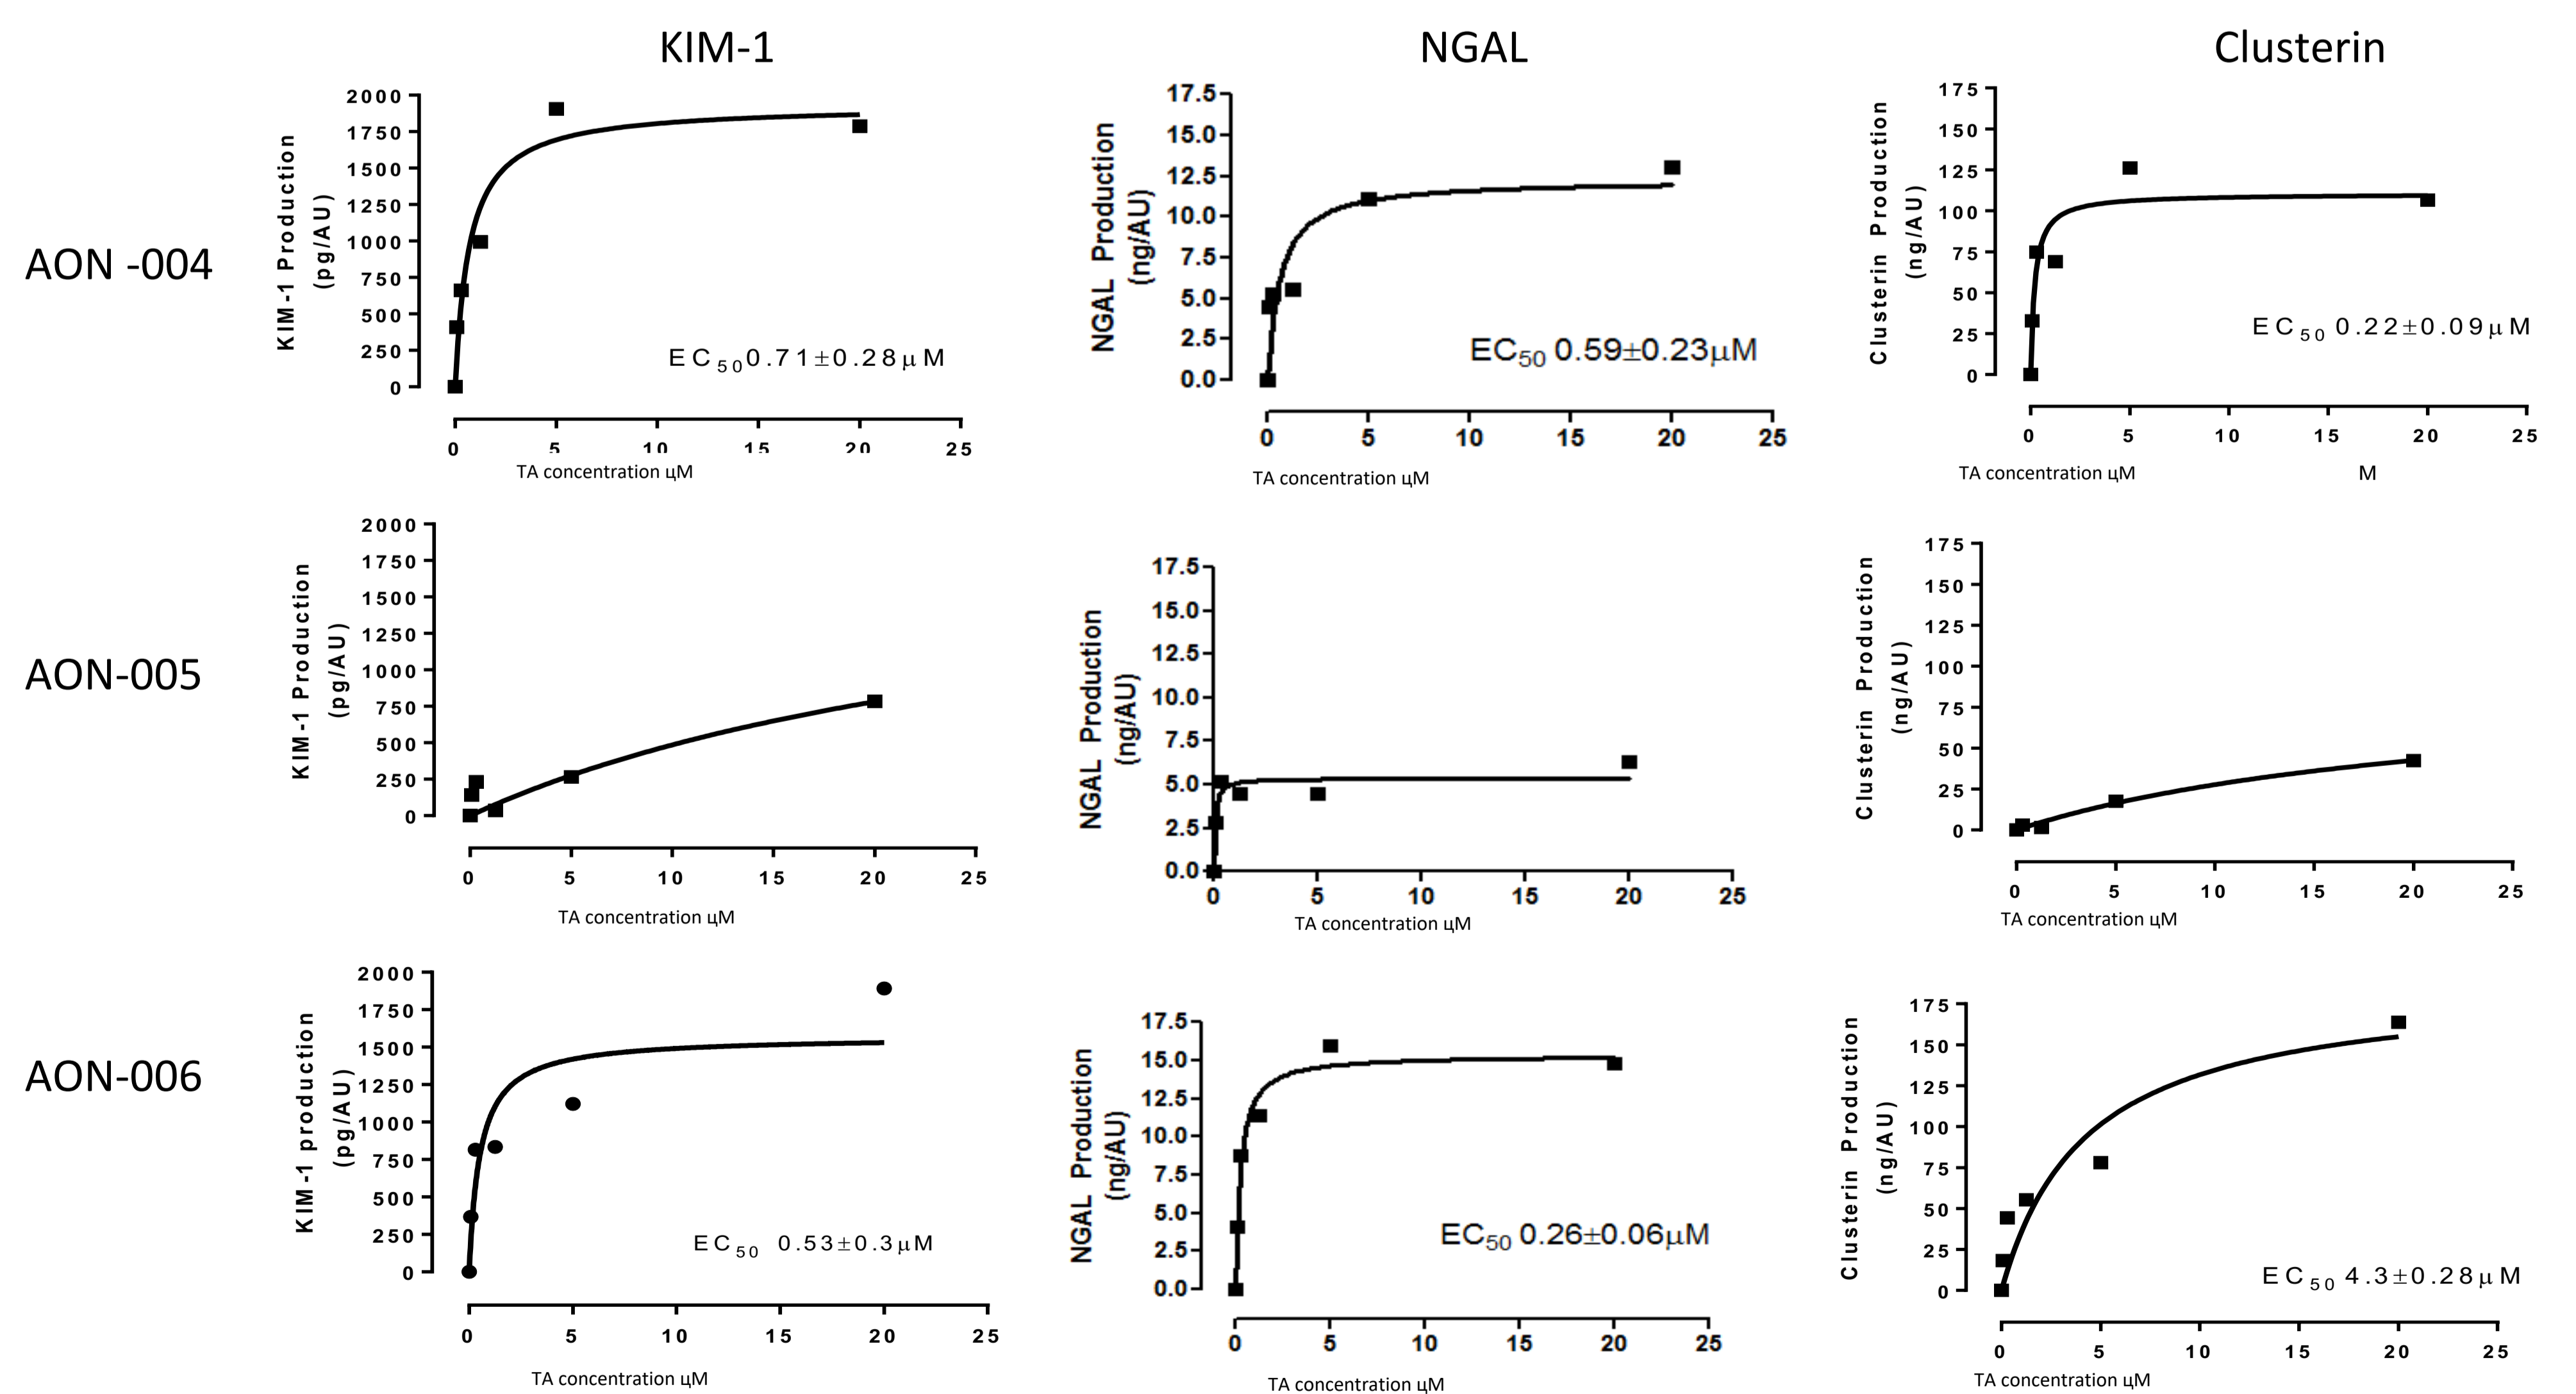 KIM-1
NGAL
Clusterin
AON -004
KIM-1 Production
(pg/AU)
2000
1750
1500
1250
1000
750
500
250
0
EC50 0.71±0.28μM
0 5 10 15 20 25
TA concentration цM
NGAL Production
(ng/AU)
17.5
15.0
12.5
10.0
7.5
5.0
2.5
0.0
EC50 0.59±0.23μM
0 5 10 15 20 25
TA concentration цM
Clusterin Production
(ng/AU)
175
150
125
100
75
50
25
0
EC50 0.22±0.09μM
0 5 10 15 20 25
TA concentration цM
M
AON-005
KIM-1 Production
(pg/AU)
2000
1750
1500
1250
1000
750
500
250
0
0 5 10 15 20 25
TA concentration цM
NGAL Production
(ng/AU)
17.5
15.0
12.5
10.0
7.5
5.0
2.5
0.0
0 5 10 15 20 25
TA concentration цM
Clusterin Production
(ng/AU)
175
150
125
100
75
50
25
0
0 5 10 15 20 25
TA concentration цM
AON-006
KIM-1 production
(pg/AU)
2000
1750
1500
1250
1000
750
500
250
0
EC50 0.53±0.3μM
0 5 10 15 20 25
TA concentration цM
NGAL Production
(ng/AU)
17.5
15.0
12.5
10.0
7.5
5.0
2.5
0.0
EC50 0.26±0.06μM
0 5 10 15 20 25
TA concentration цM
Clusterin Production
(ng/AU)
175
150
125
100
75
50
25
0
EC50 4.3±0.28μM
0 5 10 15 20 25
TA concentration цM